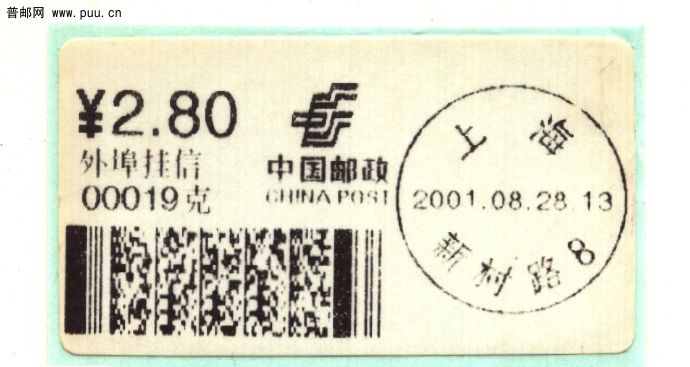 普邮网 www.puu.cn
¥2.80
外埠挂信
00019克
中国邮政
CHINA POST
上海
2001.08.28.13
新村路8